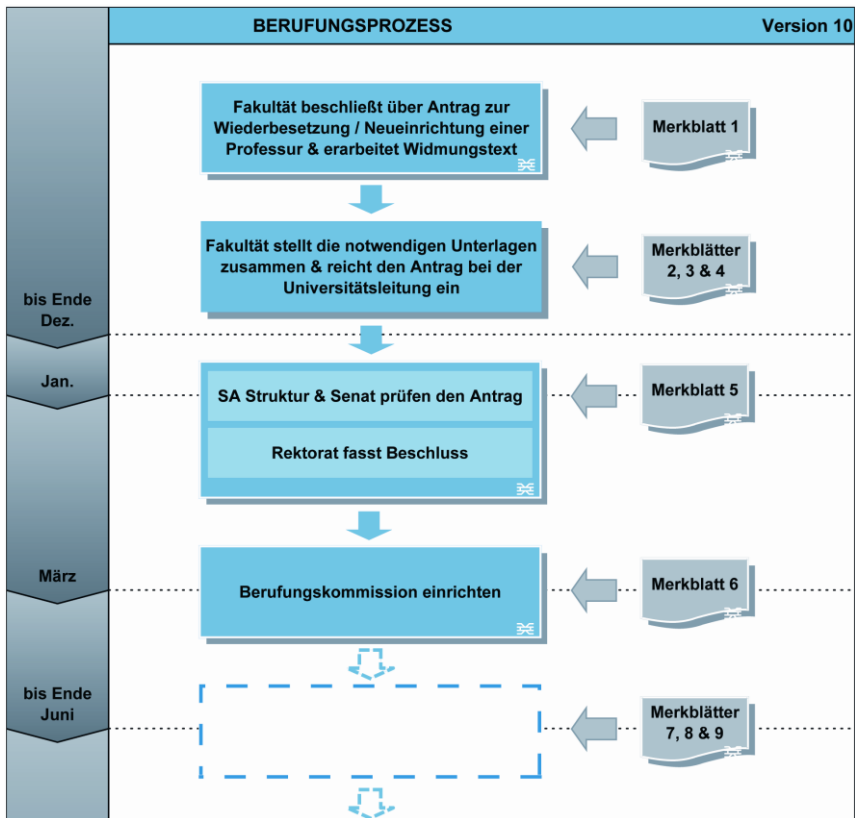 BERUFUNGSPROZESS
Version 10
Fakultät beschließt über Antrag zur
Wiederbesetzung / Neueinrichtung einer
Professur & erarbeitet Widmungstext
Merkblatt 1
Fakultät stellt die notwendigen Unterlagen
zusammen & reicht den Antrag bei der
Universitätsleitung ein
Merkblätter
2, 3 & 4
bis Ende
Dez.
Jan.
SA Struktur & Senat prüfen den Antrag
Rektorat fasst Beschluss
Merkblatt 5
März
Berufungskommission einrichten
Merkblatt 6
bis Ende
Juni
Merkblätter
7, 8 & 9